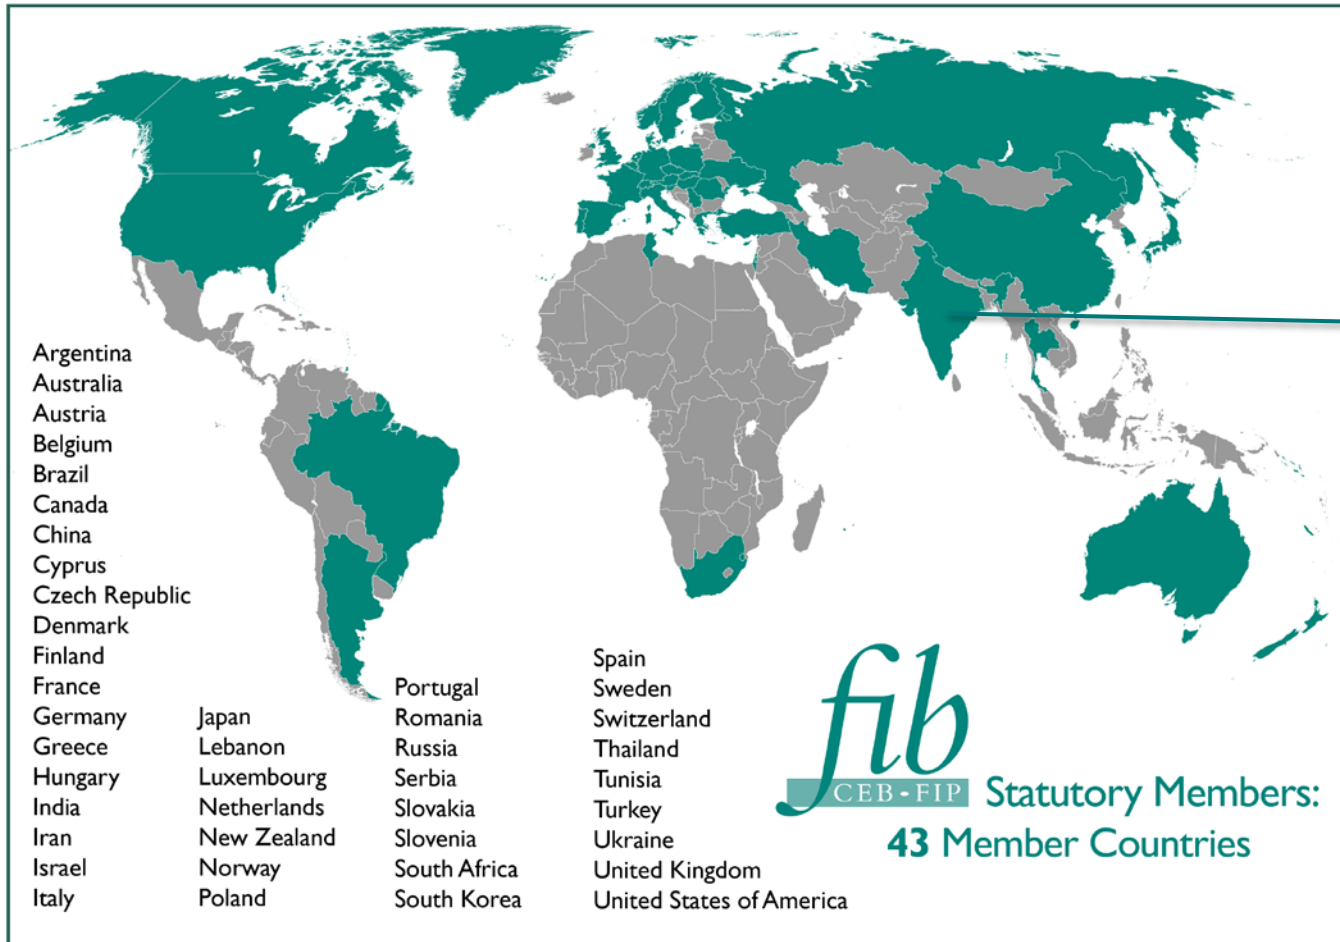 Argentina
Australia
Austria
Belgium
Brazil
Canada
China
Cyprus
Czech Republic
Denmark
Finland
France
Germany
Greece
Hungary
India
Iran
Israel
Italy
Japan
Lebanon
Luxembourg
Netherlands
New Zealand
Norway
Poland
Portugal
Romania
Russia
Serbia
Slovakia
Slovenia
South Africa
South Korea
Spain
Sweden
Switzerland
Thailand
Tunisia
Turkey
Ukraine
United Kingdom
United States of America
fib
CEB-FIP
Statutory Members:
43 Member Countries